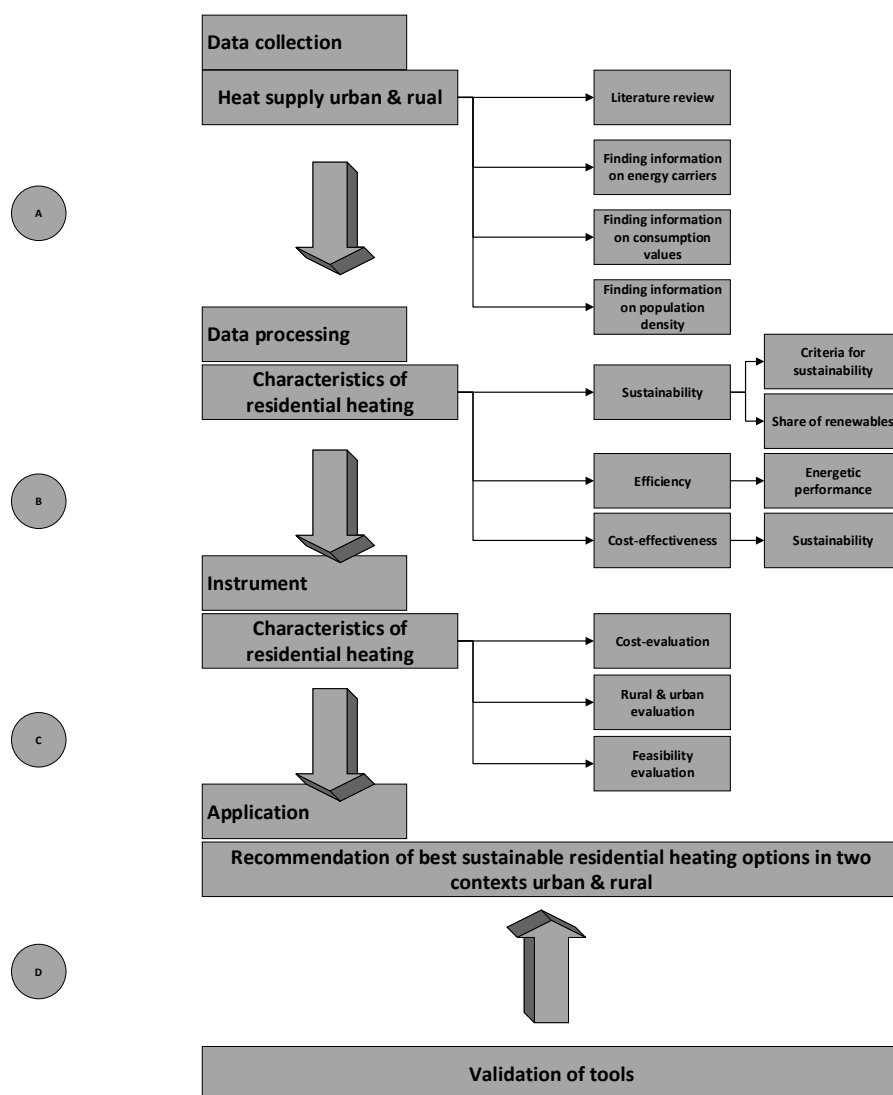 Data collection
Heat supply urban & rual
Literature review
Finding information
on energy carriers
A
Finding information
on consumption
values
Finding information
on population
density
Data processing
Characteristics of
residential heating
Sustainability
Criteria for
sustainability
Share of renewables
B
Efficiency
Energetic
performance
Cost-effectiveness
Sustainability
Instrument
Characteristics of
residential heating
Cost-evaluation
Rural & urban
evaluation
C
Feasibility
evaluation
Application
Recommendation of best sustainable residential heating options in two
contexts urban & rural
D
Validation of tools